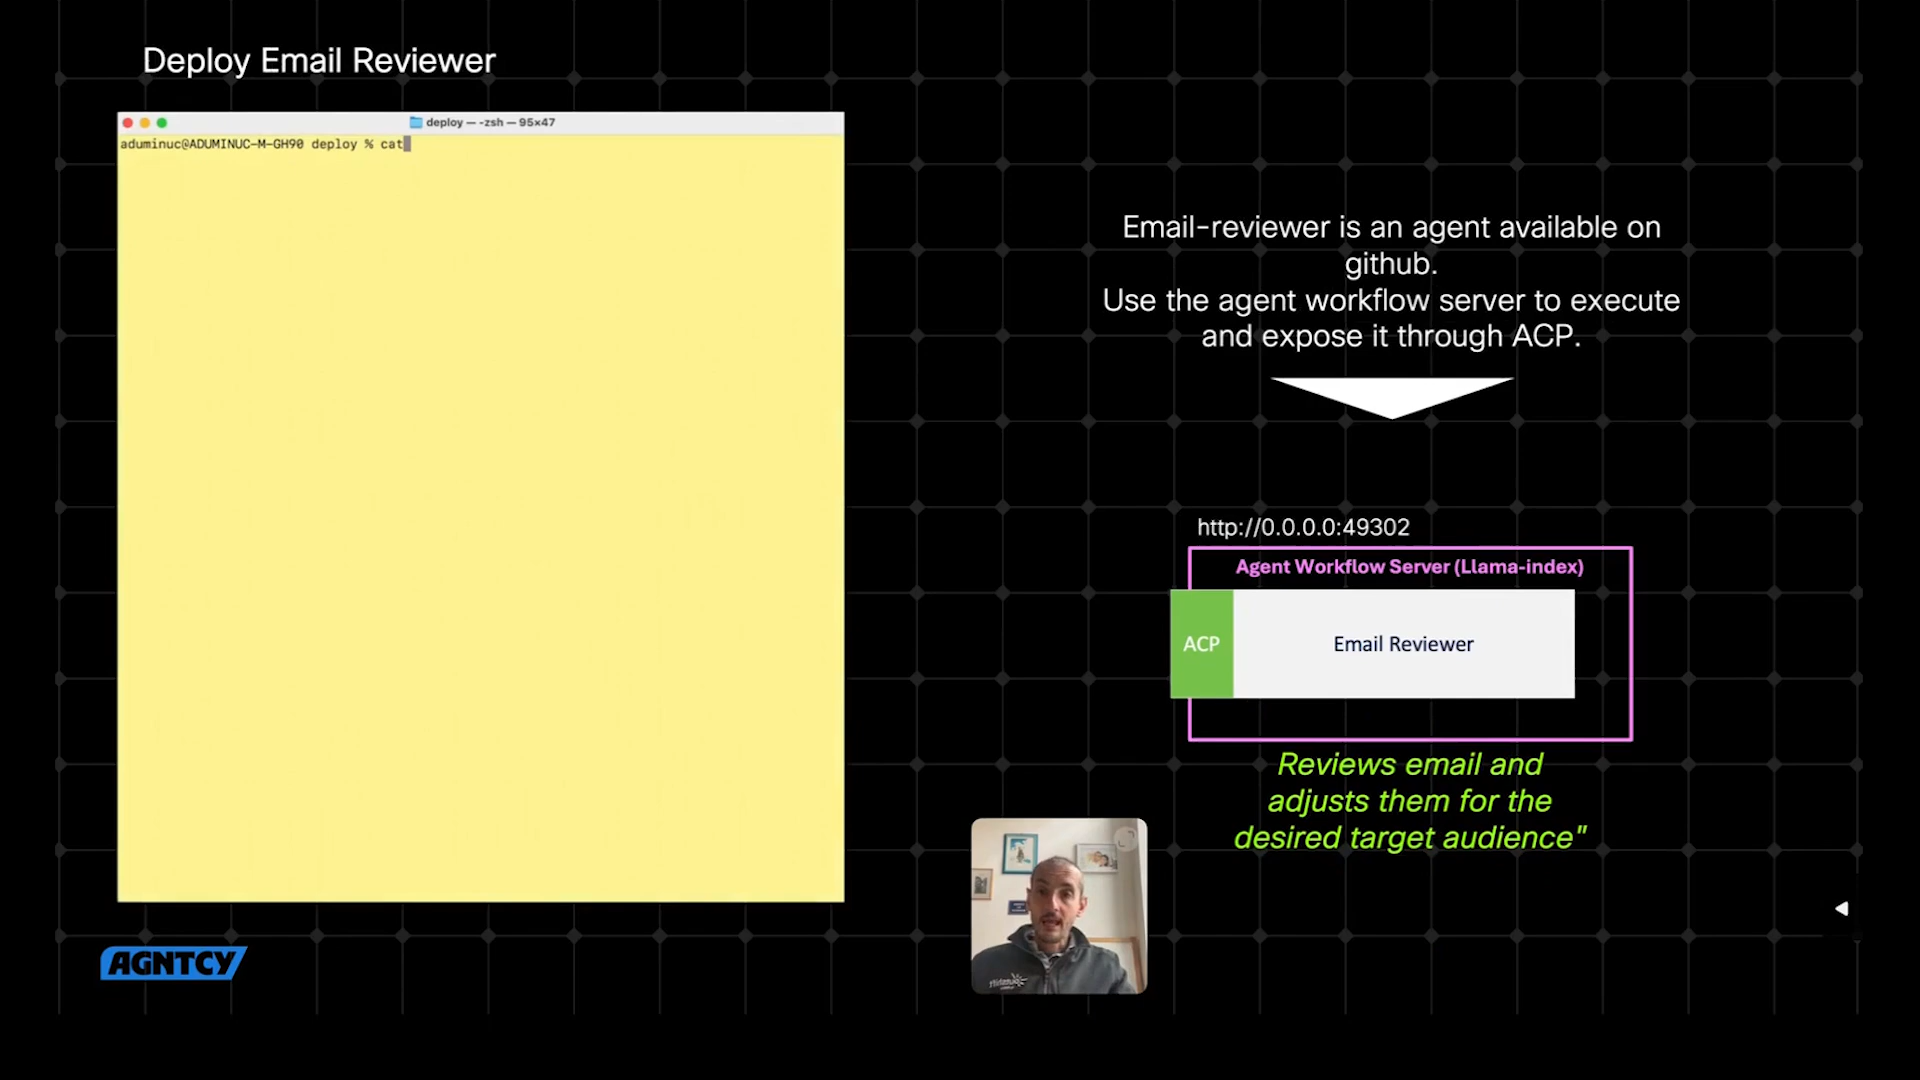 Deploy Email Reviewer
deploy — -zsh — 95×47
aduminuc@ADUMINUC-M-GH90 deploy % cat
Email-reviewer is an agent available on
github.
Use the agent workflow server to execute
and expose it through ACP.
http://0.0.0.0:49302
Agent Workflow Server (Llama-index)
ACP
Email Reviewer
Reviews email and
adjusts them for the
desired target audience"
AGNTCY